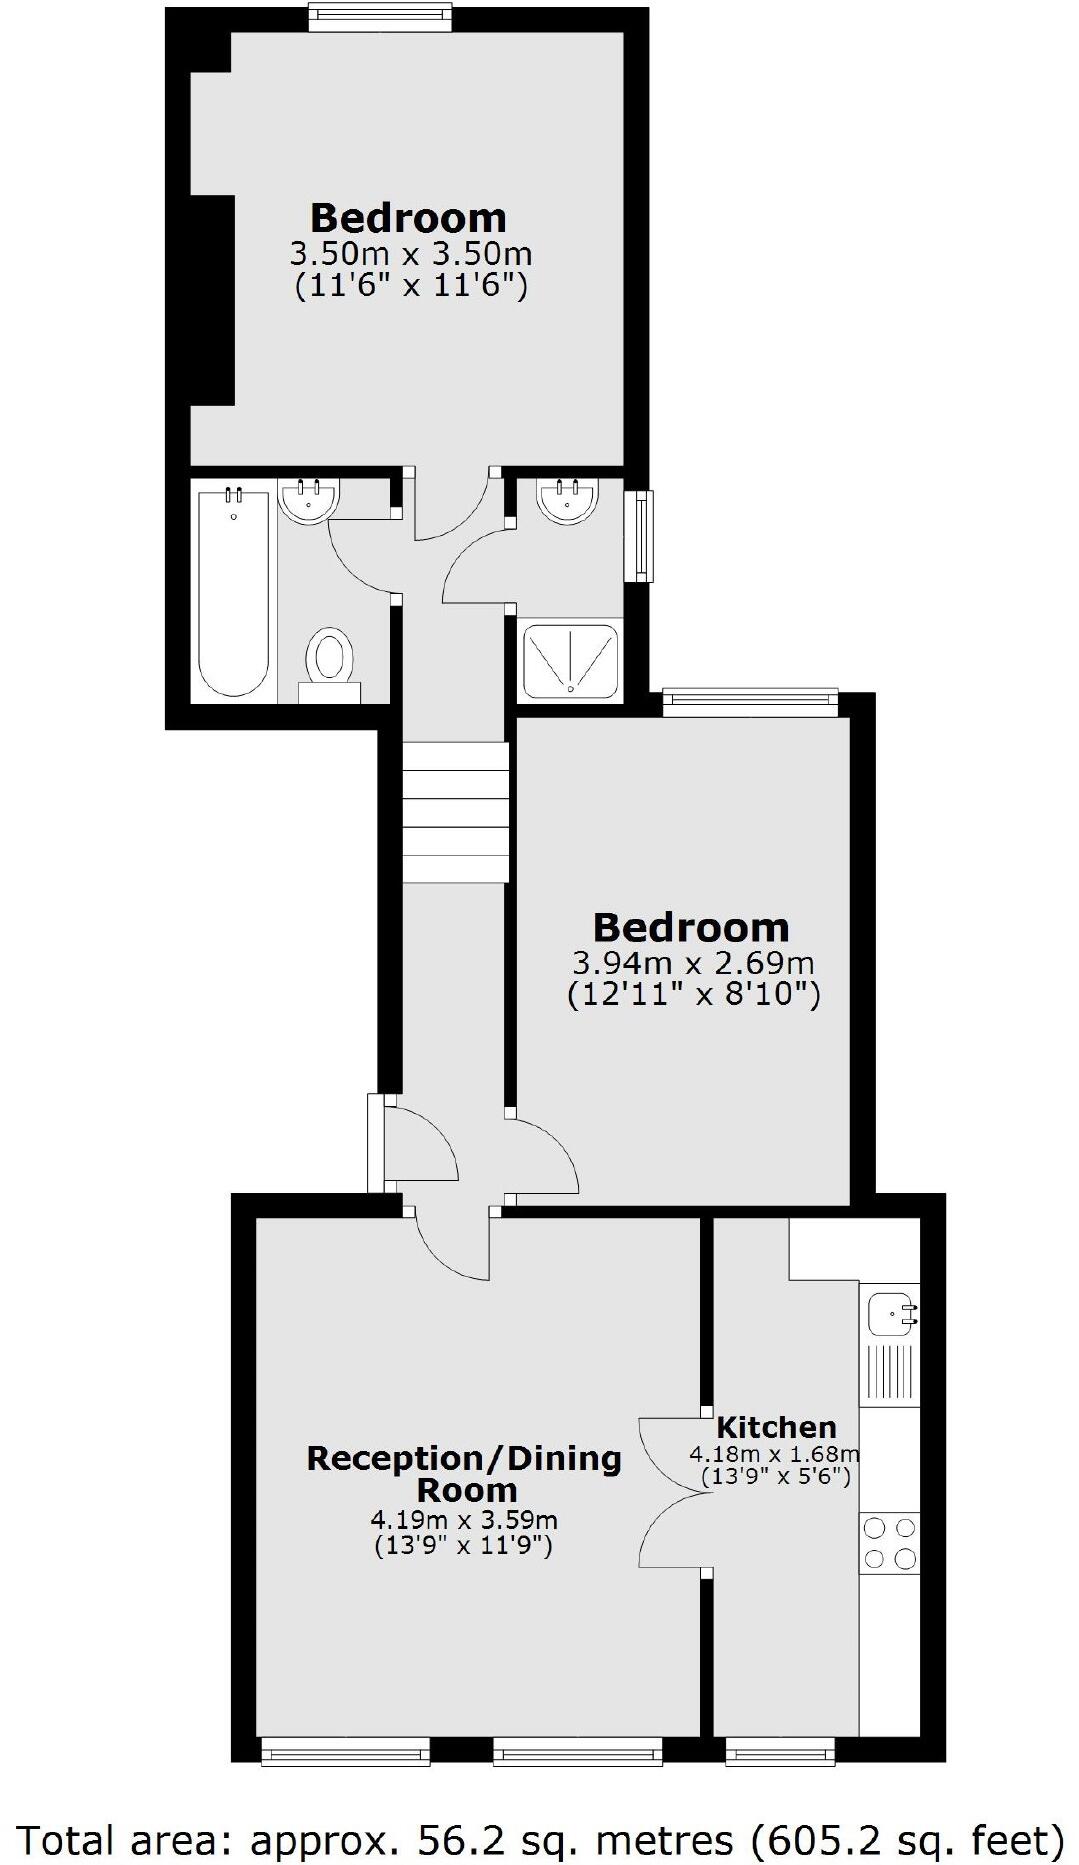 Bedroom
3.50m x 3.50m
(11'6" x 11'6")
Bedroom
3.94m x 2.69m
(12'11" x 8'10")
Kitchen
4.18m x 1.68m
(13'9" x 5'6")
Reception/Dining
Room
4.19m x 3.59m
(13'9" x 11'9")
Total area: approx. 56.2 sq. metres (605.2 sq. feet)